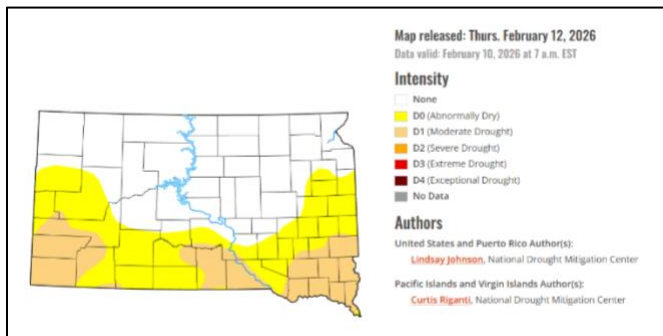 Map released: Thurs. February 12, 2026
Data valid: February 10, 2026 at 7 a.m. EST
Intensity
None
D0 (Abnormally Dry)
D1 (Moderate Drought)
D2 (Severe Drought)
D3 (Extreme Drought)
D4 (Exceptional Drought)
No Data
Authors
United States and Puerto Rico Author(s):
Lindsay Johnson, National Drought Mitigation Center
Pacific Islands and Virgin Islands Author(s):
Curtis Riganti, National Drought Mitigation Center